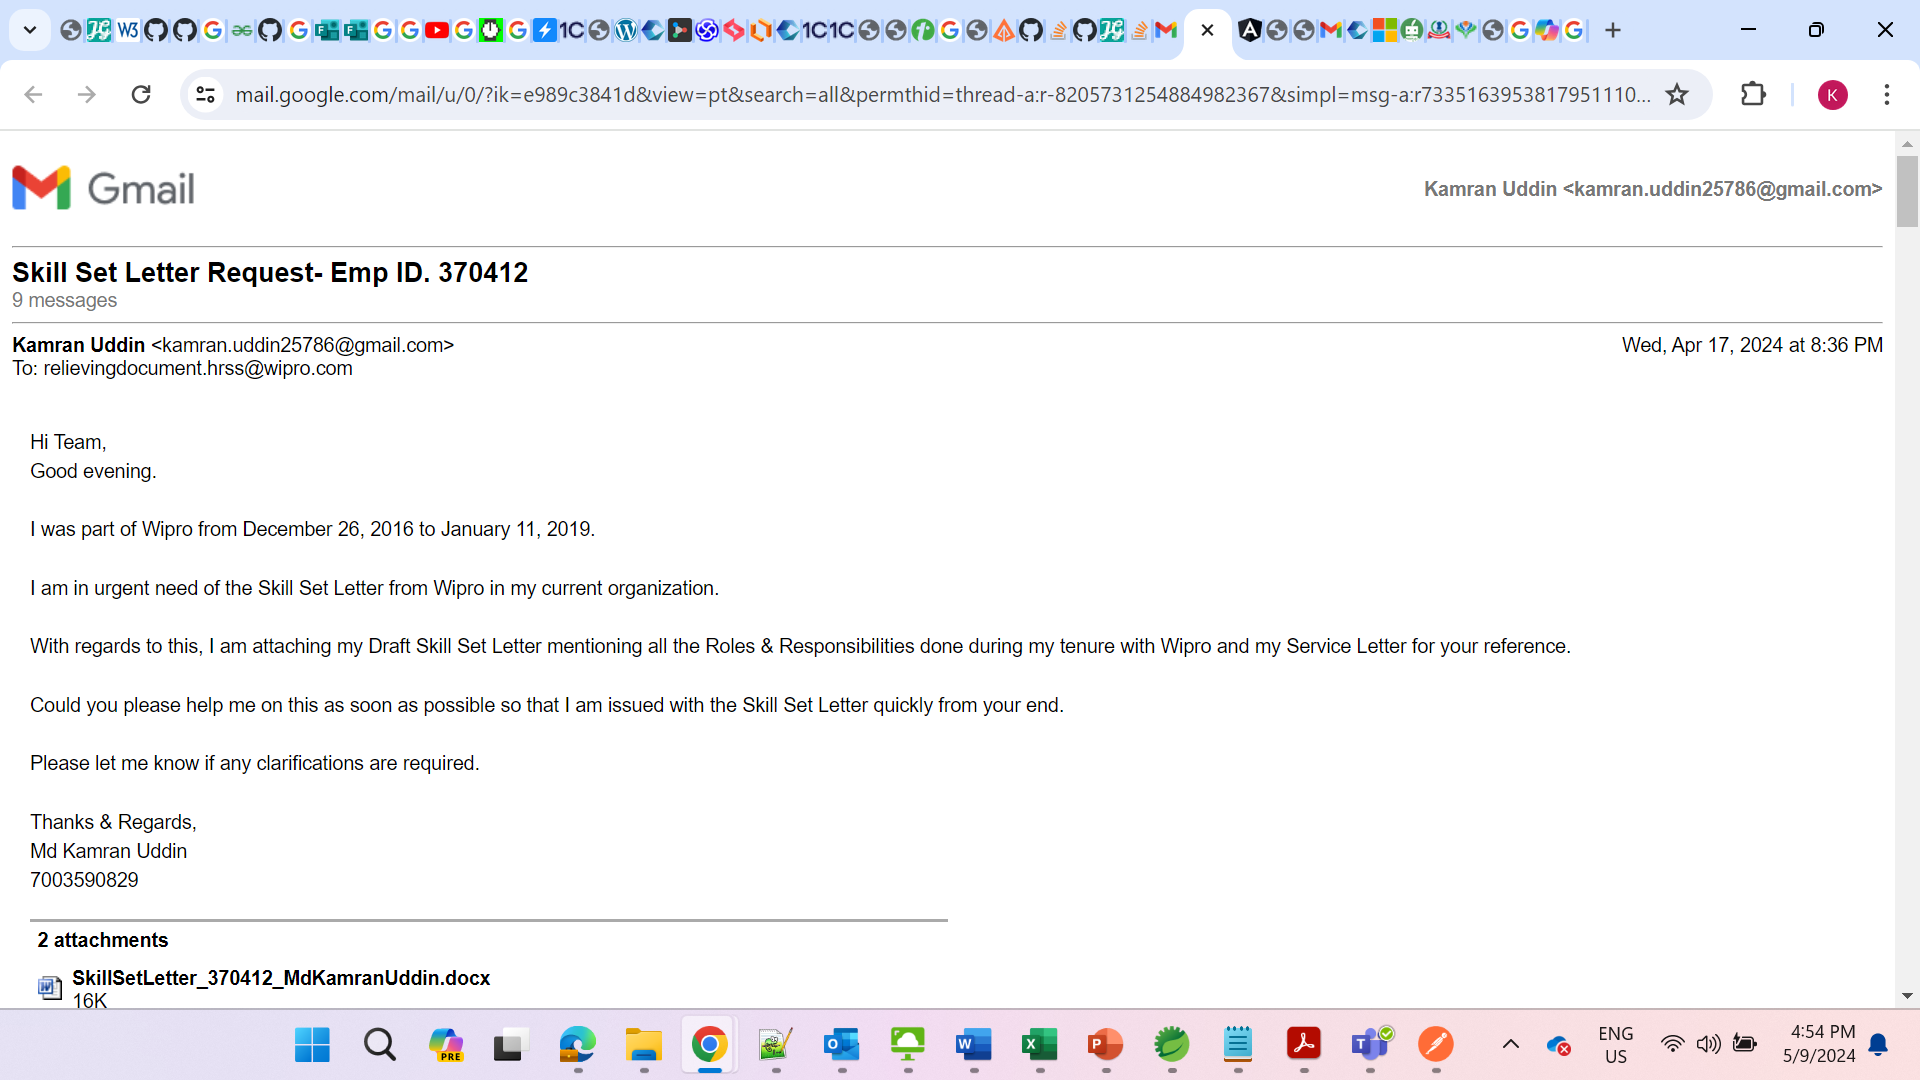 mail.google.com/mail/u/0/?ik=e989c3841d&view=pt&search=all&permthid=thread-a:r-8205731254884982367&simpl=msg-a:r7335163953817951110...
K
Gmail
Kamran Uddin <kamran.uddin25786@gmail.com>
Skill Set Letter Request- Emp ID. 370412
9 messages
Kamran Uddin <kamran.uddin25786@gmail.com>
Wed, Apr 17, 2024 at 8:36 PM
To: relievingdocument.hrss@wipro.com
Hi Team,
Good evening.
I was part of Wipro from December 26, 2016 to January 11, 2019.
I am in urgent need of the Skill Set Letter from Wipro in my current organization.
With regards to this, I am attaching my Draft Skill Set Letter mentioning all the Roles & Responsibilities done during my tenure with Wipro and my Service Letter for your reference.
Could you please help me on this as soon as possible so that I am issued with the Skill Set Letter quickly from your end.
Please let me know if any clarifications are required.
Thanks & Regards,
Md Kamran Uddin
7003590829
2 attachments
SkillSetLetter_370412_MdKamranUddin.docx
16K
PRE
ENG
US
4:54 PM
5/9/2024